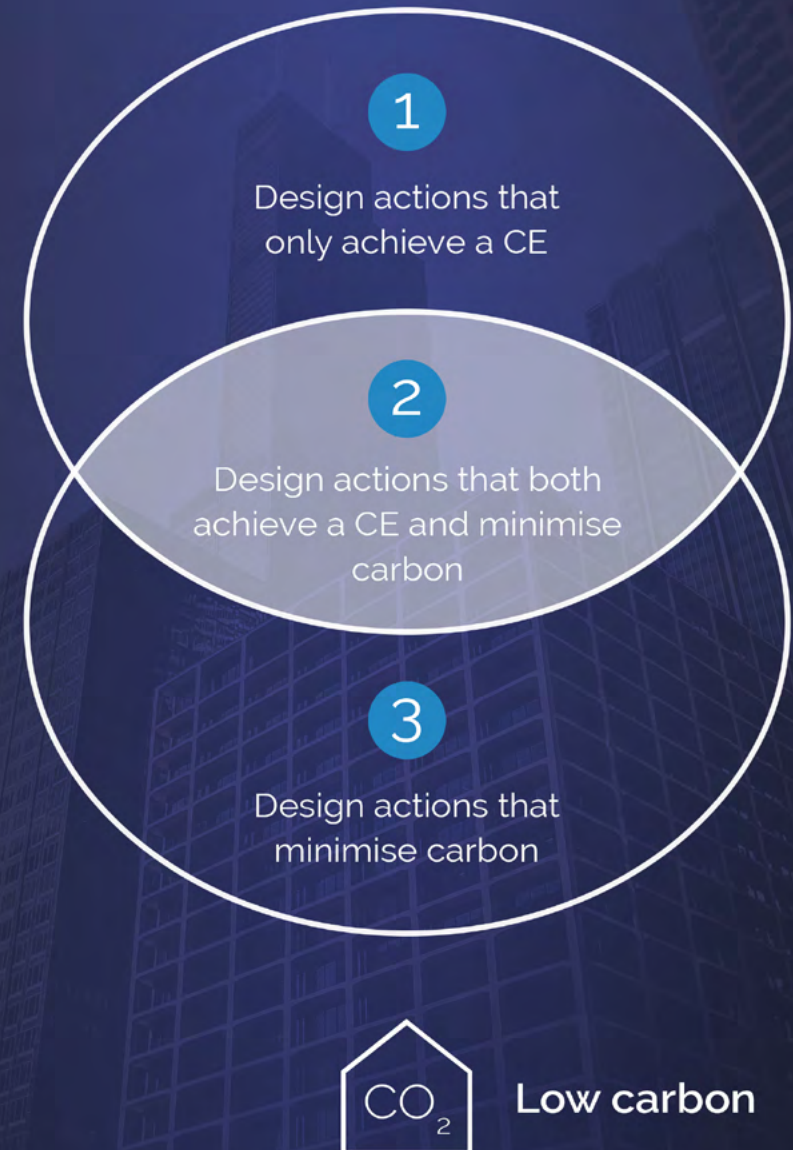 1
Design actions that
only achieve a CE
2
Design actions that both
achieve a CE and minimise
carbon
3
Design actions that
minimise carbon
CO₂
Low carbon